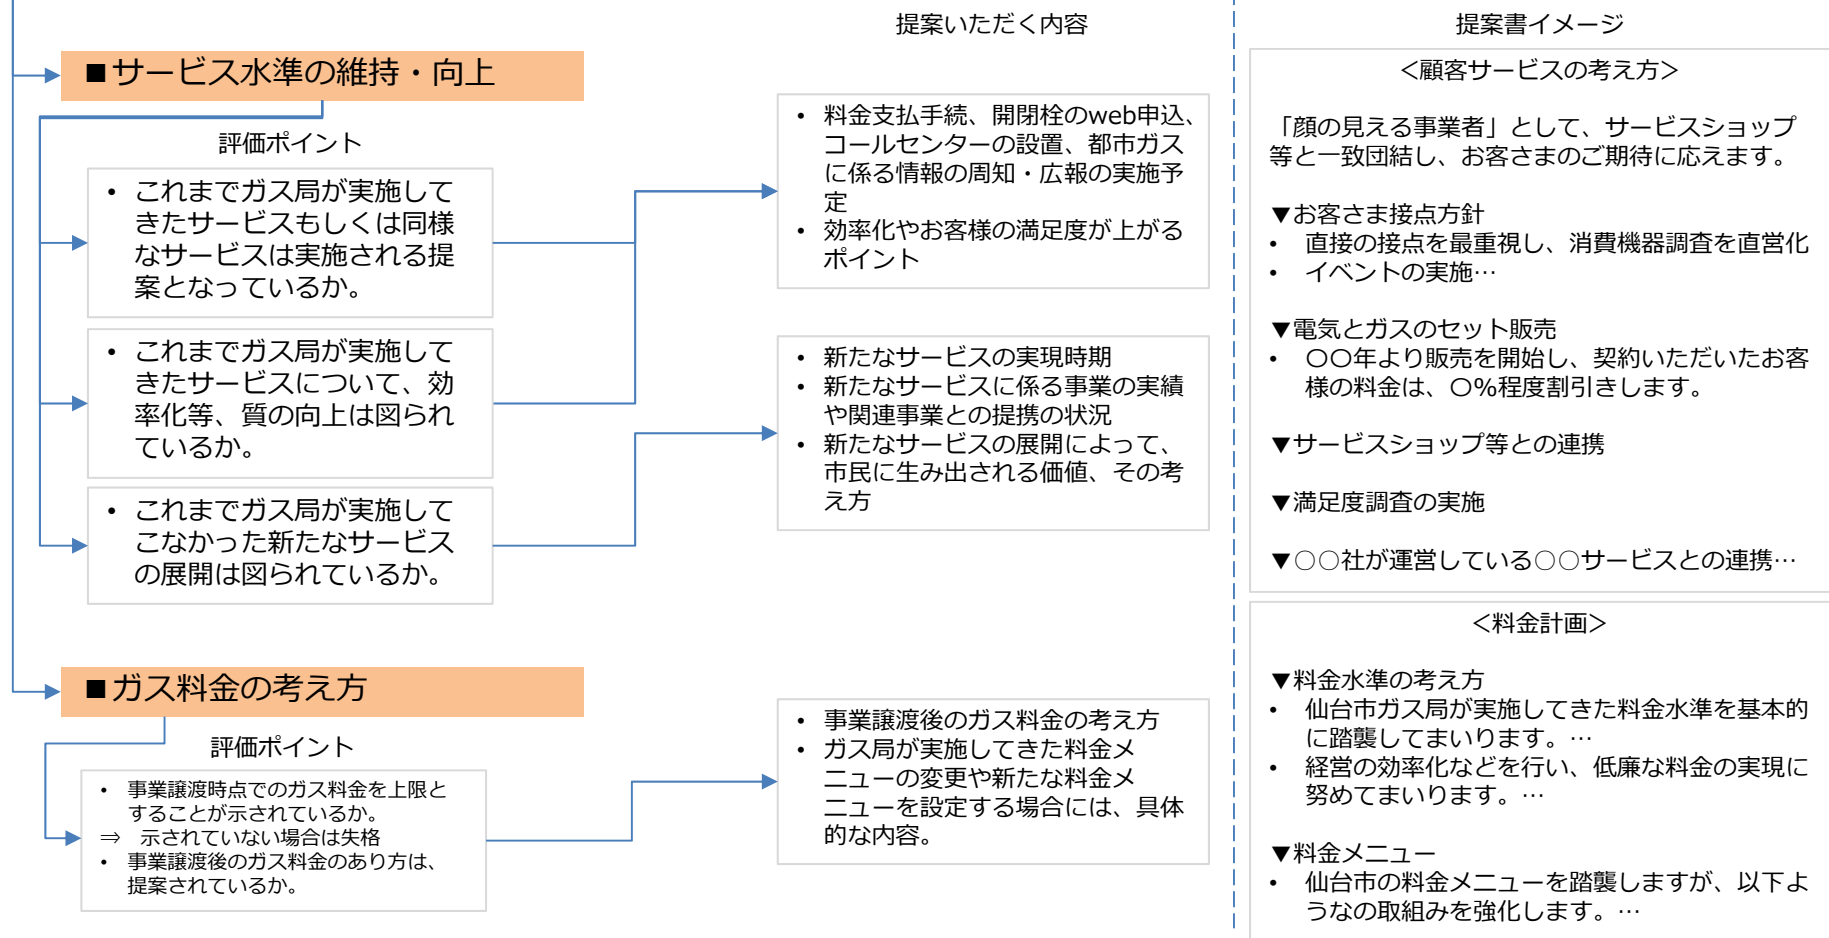 提案いただく内容
提案書イメージ
■サービス水準の維持・向上
評価ポイント
• これまでガス局が実施して
きたサービスもしくは同様
なサービスは実施される提
案となっているか。
• これまでガス局が実施して
きたサービスについて、効
率化等、質の向上は図られ
ているか。
• これまでガス局が実施して
こなかった新たなサービス
の展開は図られているか。
• 料金支払手続、開閉栓のweb申込、
コールセンターの設置、都市ガス
に係る情報の周知・広報の実施予
定
• 効率化やお客様の満足度が上がる
ポイント
• 新たなサービスの実現時期
• 新たなサービスに係る事業の実績
や関連事業との提携の状況
• 新たなサービスの展開によって、
市民に生み出される価値、その考
え方
＜顧客サービスの考え方＞
「顔の見える事業者」として、サービスショップ
等と一致団結し、お客さまのご期待に応えます。
▼お客さま接点方針
• 直接の接点を最重視し、消費機器調査を直営化
• イベントの実施…
▼電気とガスのセット販売
• 〇〇年より販売を開始し、契約いただいたお客
様の料金は、〇%程度割引きします。
▼サービスショップ等との連携
▼満足度調査の実施
▼○○社が運営している○○サービスとの連携…
■ガス料金の考え方
評価ポイント
• 事業譲渡時点でのガス料金を上限と
することが示されているか。
⇒ 示されていない場合は失格
• 事業譲渡後のガス料金のあり方は、
提案されているか。
• 事業譲渡後のガス料金の考え方
• ガス局が実施してきた料金メ
ニューの変更や新たな料金メ
ニューを設定する場合には、具体
的な内容。
＜料金計画＞
▼料金水準の考え方
• 仙台市ガス局が実施してきた料金水準を基本的
に踏襲してまいります。…
• 経営の効率化などを行い、低廉な料金の実現に
努めてまいります。…
▼料金メニュー
• 仙台市の料金メニューを踏襲しますが、以下よ
うなの取組みを強化します。…